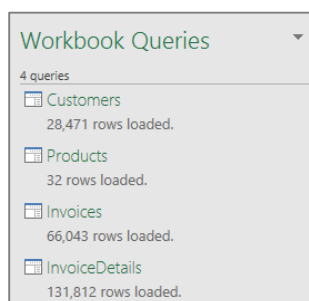 Workbook Queries
4 queries
Customers
28,471 rows loaded.
Products
32 rows loaded.
Invoices
66,043 rows loaded.
InvoiceDetails
131,812 rows loaded.